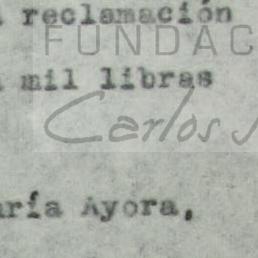 reclamación
FUNDAC
mil libras
Carlos J
aría Ayora,